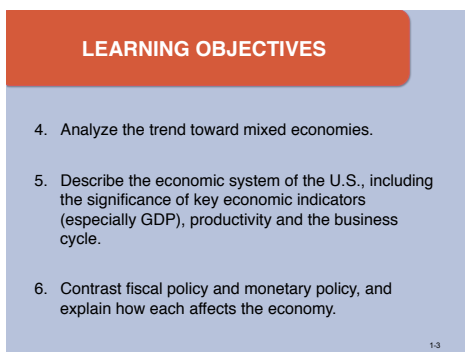 LEARNING OBJECTIVES
4. Analyze the trend toward mixed economies.
5. Describe the economic system of the U.S., including
the significance of key economic indicators
(especially GDP), productivity and the business
cycle.
6. Contrast fiscal policy and monetary policy, and
explain how each affects the economy.
1-3